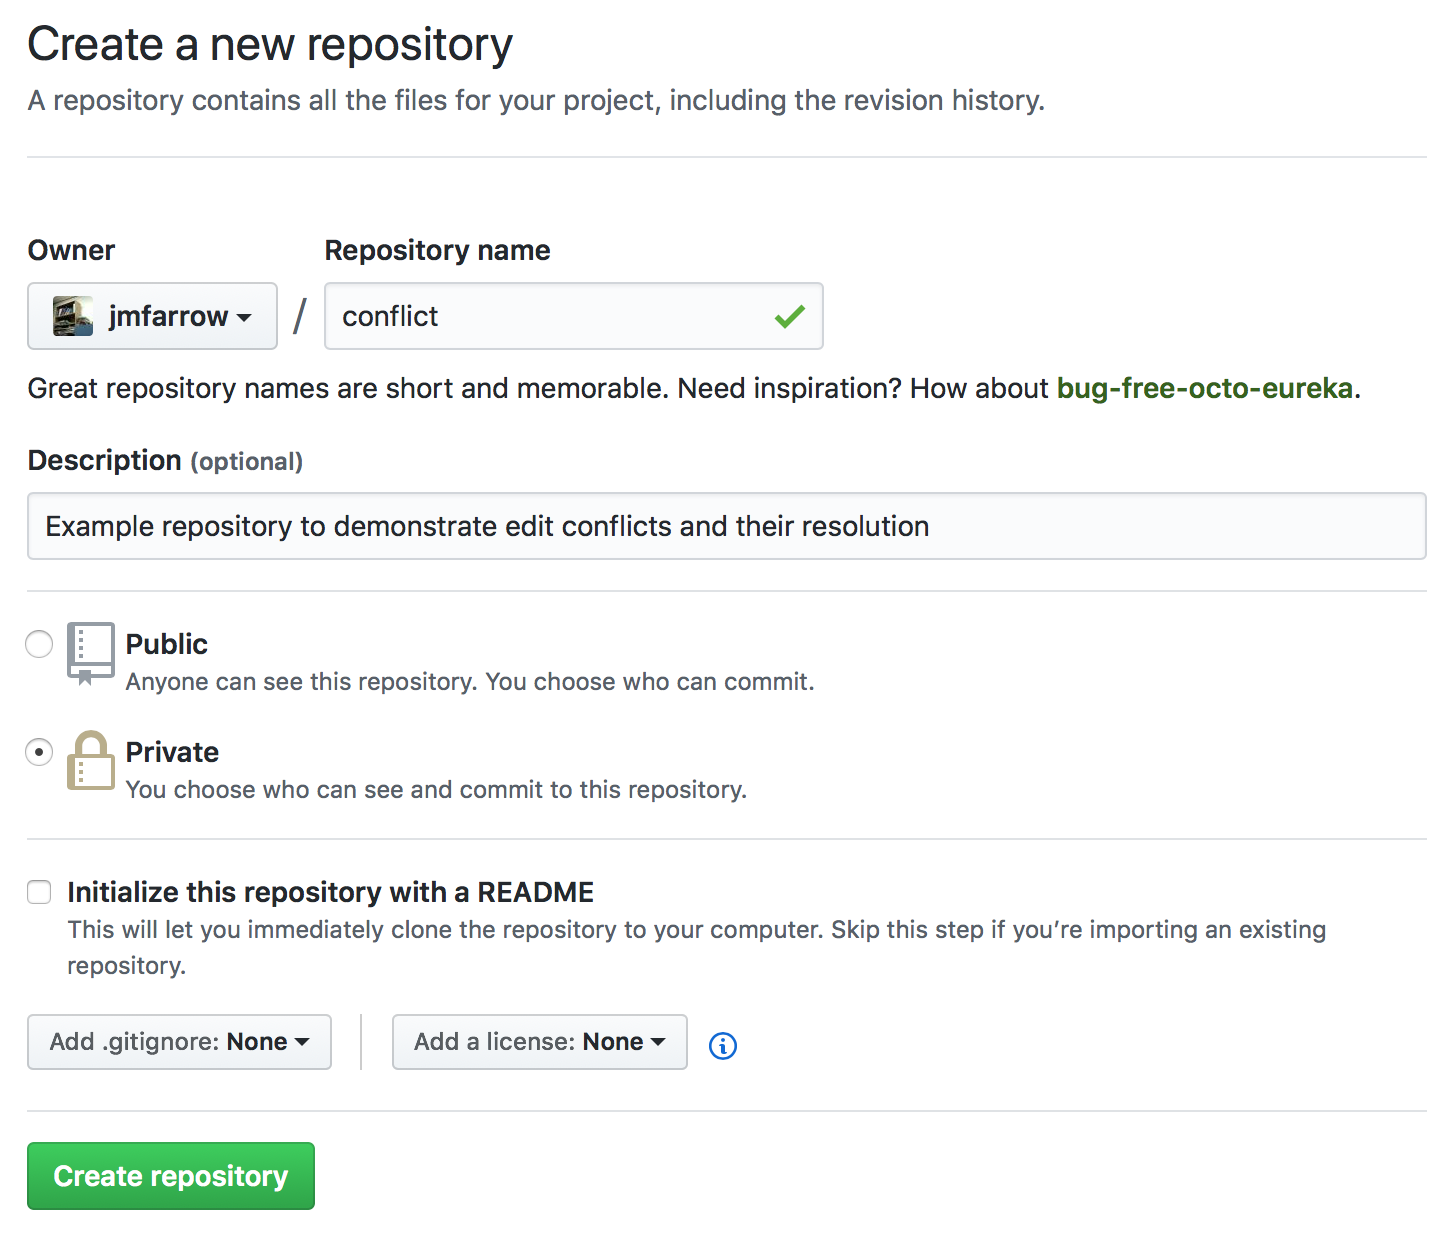 Create a new repository
A repository contains all the files for your project, including the revision history.
Owner
Repository name
jmfarrow / conflict
Great repository names are short and memorable. Need inspiration? How about bug-free-octo-eureka.
Description (optional)
Example repository to demonstrate edit conflicts and their resolution
Public
Anyone can see this repository. You choose who can commit.
Private
You choose who can see and commit to this repository.
Initialize this repository with a README
This will let you immediately clone the repository to your computer. Skip this step if you’re importing an existing
repository.
Add .gitignore: None
Add a license: None
Create repository